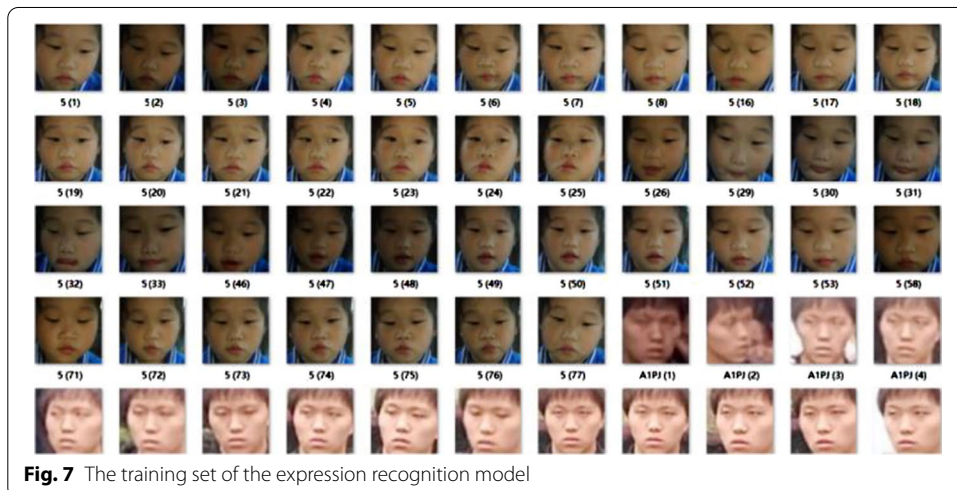 5 (1) 5 (2) 5 (3) 5 (4) 5 (5) 5 (6) 5 (7) 5 (8) 5 (16) 5 (17) 5 (18)
5 (19) 5 (20) 5 (21) 5 (22) 5 (23) 5 (24) 5 (25) 5 (26) 5 (29) 5 (30) 5 (31)
5 (32) 5 (33) 5 (46) 5 (47) 5 (48) 5 (49) 5 (50) 5 (51) 5 (52) 5 (53) 5 (58)
5 (71) 5 (72) 5 (73) 5 (74) 5 (75) 5 (76) 5 (77) A1PJ (1) A1PJ (2) A1PJ (3) A1PJ (4)
Fig. 7 The training set of the expression recognition model